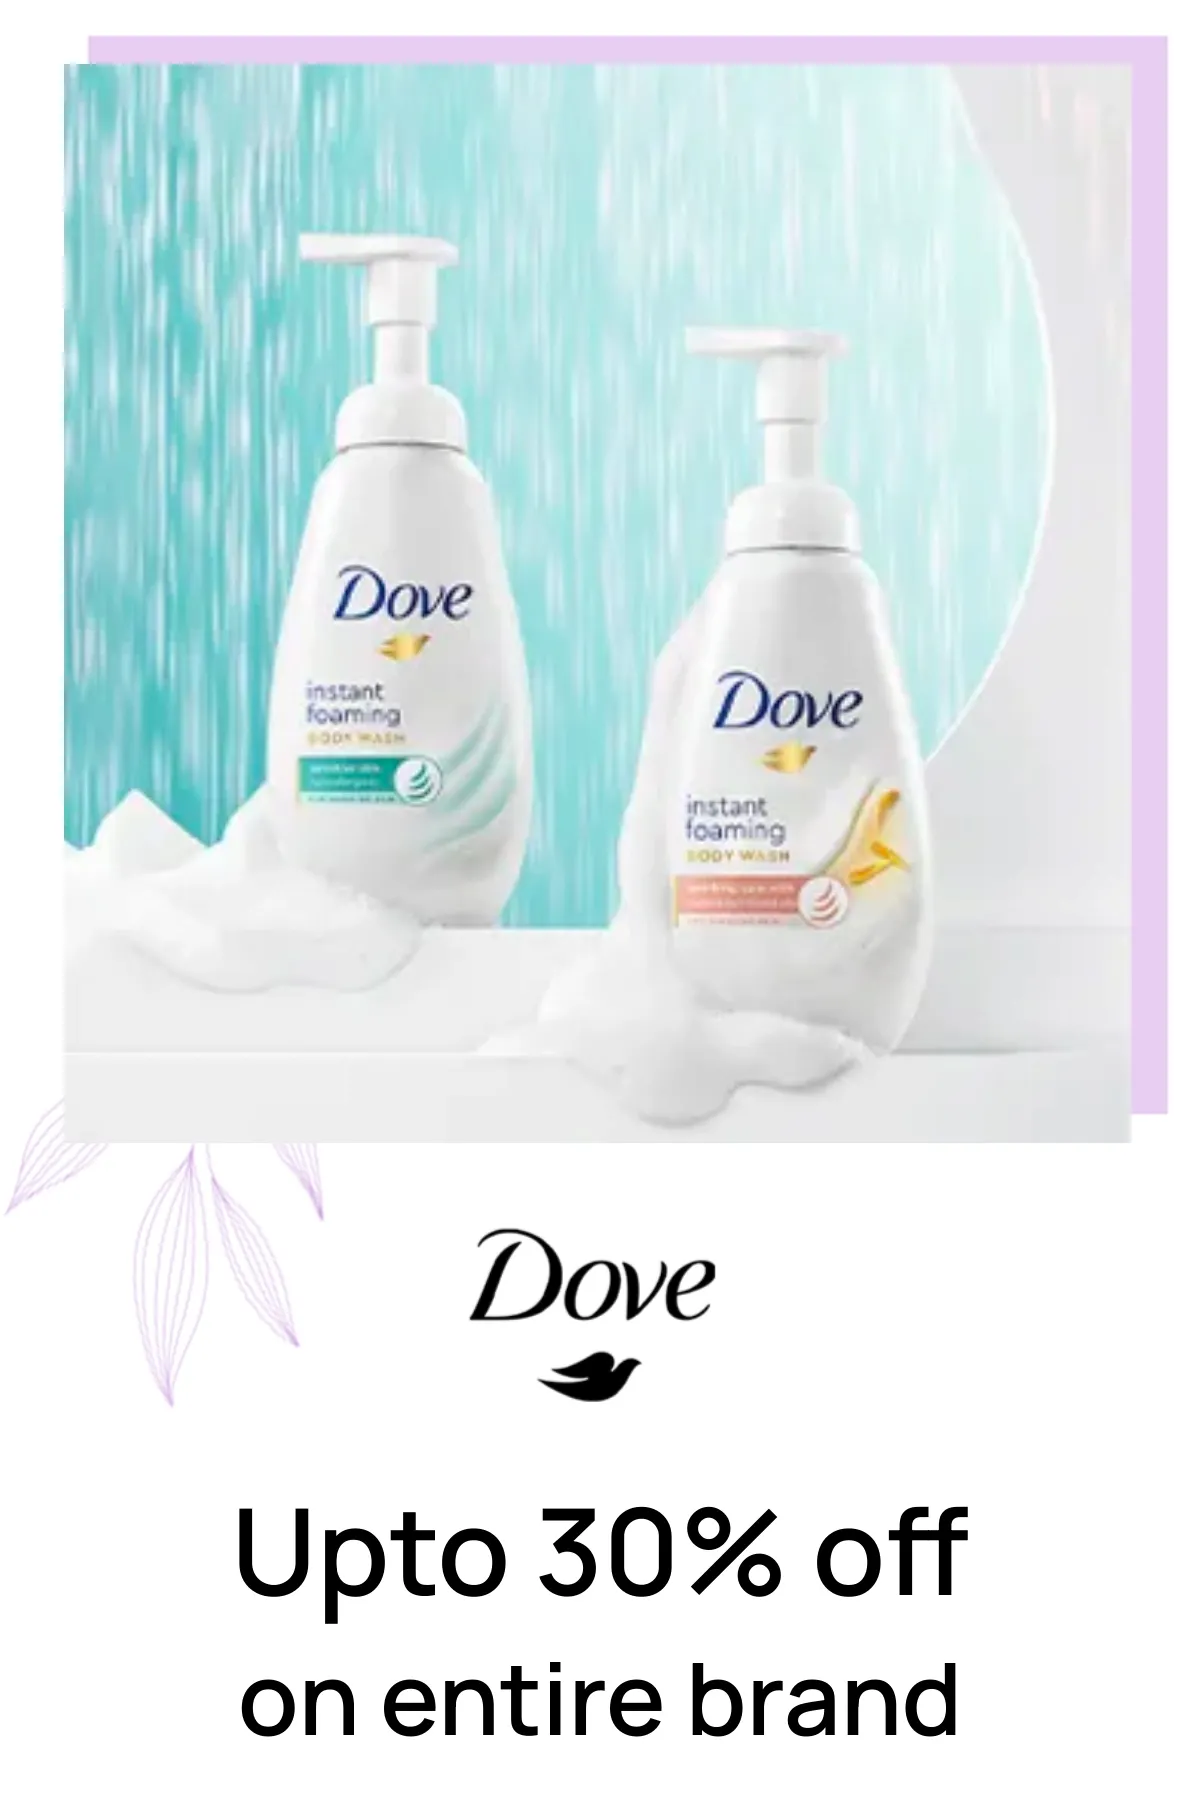 Dove
instant
foaming
BODY WASH
Dove
instant
foaming
BODY WASH
Dove
Upto 30% off
on entire brand